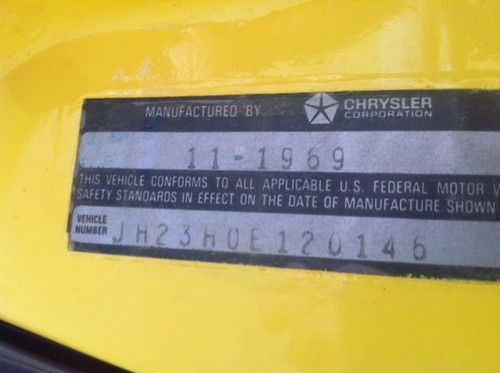 MANUFACTURED BY CHRYSLER CORPORATION
11-1969
THIS VEHICLE CONFORMS TO ALL APPLICABLE U.S. FEDERAL MOTOR V
SAFETY STANDARDS IN EFFECT ON THE DATE OF MANUFACTURE SHOWN
VEHICLE NUMBER JH23H0E120146